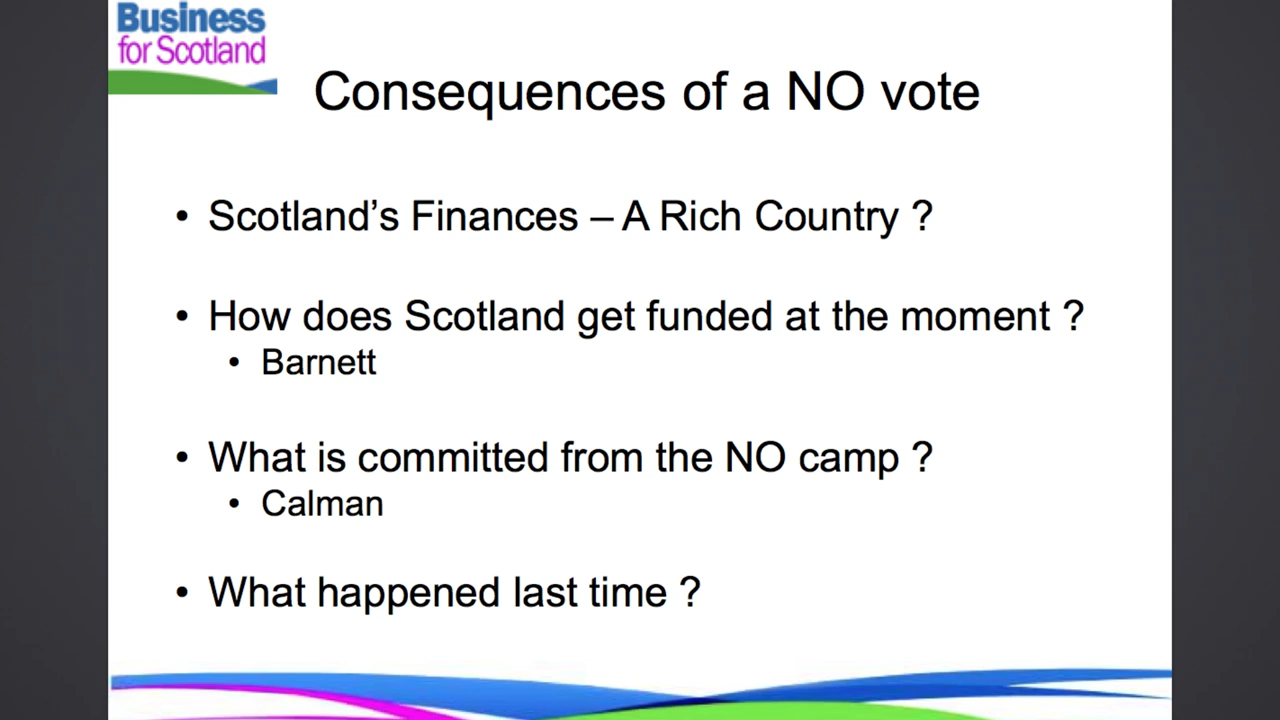 Business
for Scotland
Consequences of a NO vote
• Scotland’s Finances – A Rich Country ?
• How does Scotland get funded at the moment ?
• Barnett
• What is committed from the NO camp ?
• Calman
• What happened last time ?